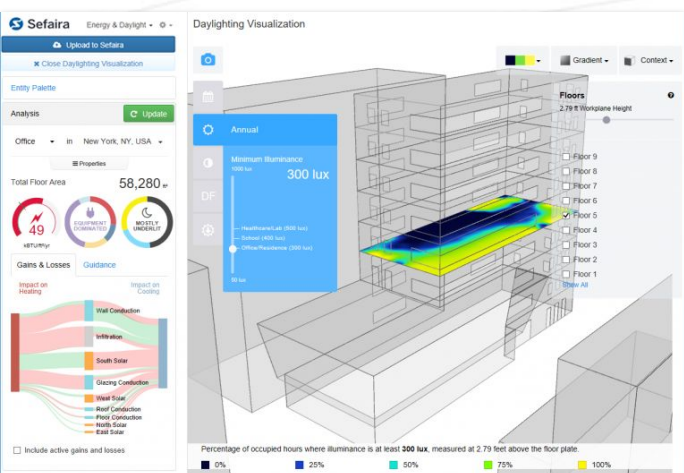 Sefaira
Energy & Daylight
Upload to Sefaira
Close Daylighting Visualization
Entity Palette
Analysis
Update
Office in New York, NY, USA
Properties
Total Floor Area 58,280
49
EQUIPMENT
DOMINATED
MOSTLY
UNDERLIT
Gains & Losses Guidance
Impact on
Heating
Impact on
Cooling
Wall Conduction
Infiltration
South Solar
Glazing Conduction
West Solar
Roof Conduction
Floor Conduction
North Solar
East Solar
Include active gains and losses
Daylighting Visualization
Gradient
Context
Annual
Minimum Illuminance
1000 lux
300 lux
Healthcare/Lab (500 lux)
School (400 lux)
Office/Residence (300 lux)
50 lux
DF
Floors
2.79 ft Workplane Height
Floor 9
Floor 8
Floor 7
Floor 6
Floor 5
Floor 4
Floor 3
Floor 2
Floor 1
Show All
Percentage of occupied hours where illuminance is at least 300 lux, measured at 2.79 feet above the floor plate.
0% 25% 50% 75% 100%